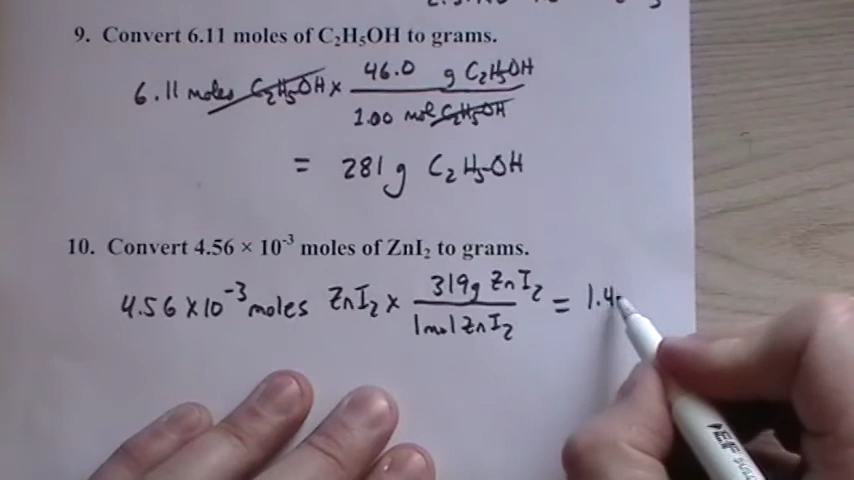 9. Convert 6.11 moles of C₂H₅OH to grams.
6.11 moles C₂H₅OH × 46.0 g C₂H₅OH
1.00 mol C₂H₅OH
= 281 g C₂H₅OH
10. Convert 4.56 × 10⁻³ moles of ZnI₂ to grams.
4.56 × 10⁻³ moles ZnI₂ × 319g ZnI₂ = 1.4
1mol ZnI₂